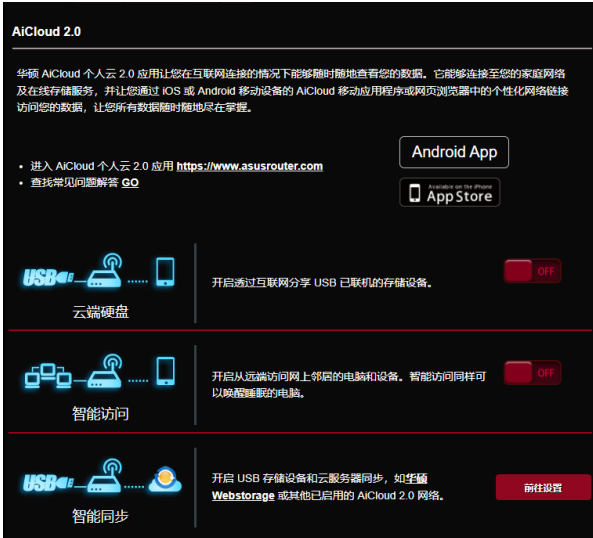 AiCloud 2.0
华硕 AiCloud 个人云 2.0 应用让您在互联网连接的情况下能够随时随地查看您的数据。它能够连接至您的家庭网络
及在线存储服务，并让您通过 iOS 或 Android 移动设备的 AiCloud 移动应用程序或网页浏览器中的个性化网络链接
访问您的数据，让您所有数据随时随地尽在掌握。
• 进入 AiCloud 个人云 2.0 应用 https://www.asusrouter.com
• 查找常见问题解答 GO
Android App
Available on the iPhone
App Store
USB
云端硬盘
开启透过互联网分享 USB 已联机的存储设备。
OFF
智能访问
开启从远端访问网上邻居的电脑和设备。智能访问同样可
以唤醒睡眠的电脑。
OFF
USB
智能同步
开启 USB 存储设备和云服务器同步，如华硕
Webstorage 或其他已启用的 AiCloud 2.0 网络。
前往设置